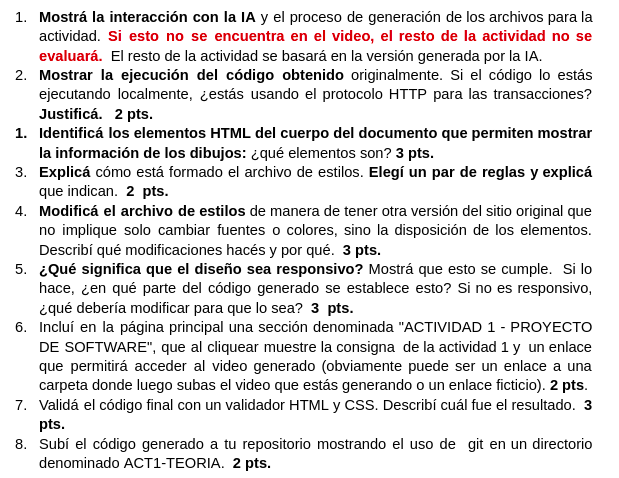 1. Mostrá la interacción con la IA y el proceso de generación de los archivos para la
actividad. Si esto no se encuentra en el video, el resto de la actividad no se
evaluará. El resto de la actividad se basará en la versión generada por la IA.
2. Mostrar la ejecución del código obtenido originalmente. Si el código lo estás
ejecutando localmente, ¿estás usando el protocolo HTTP para las transacciones?
Justificá. 2 pts.
1. Identificá los elementos HTML del cuerpo del documento que permiten mostrar
la información de los dibujos: ¿qué elementos son? 3 pts.
3. Explicá cómo está formado el archivo de estilos. Elegí un par de reglas y explicá
que indican. 2 pts.
4. Modificá el archivo de estilos de manera de tener otra versión del sitio original que
no implique solo cambiar fuentes o colores, sino la disposición de los elementos.
Describí qué modificaciones hacés y por qué. 3 pts.
5. ¿Qué significa que el diseño sea responsivo? Mostrá que esto se cumple. Si lo
hace, ¿en qué parte del código generado se establece esto? Si no es responsivo,
¿qué debería modificar para que lo sea? 3 pts.
6. Incluí en la página principal una sección denominada "ACTIVIDAD 1 - PROYECTO
DE SOFTWARE", que al cliquear muestre la consigna de la actividad 1 y un enlace
que permitirá acceder al video generado (obviamente puede ser un enlace a una
carpeta donde luego subas el video que estás generando o un enlace ficticio). 2 pts.
7. Validá el código final con un validador HTML y CSS. Describí cuál fue el resultado. 3
pts.
8. Subí el código generado a tu repositorio mostrando el uso de git en un directorio
denominado ACT1-TEORIA. 2 pts.